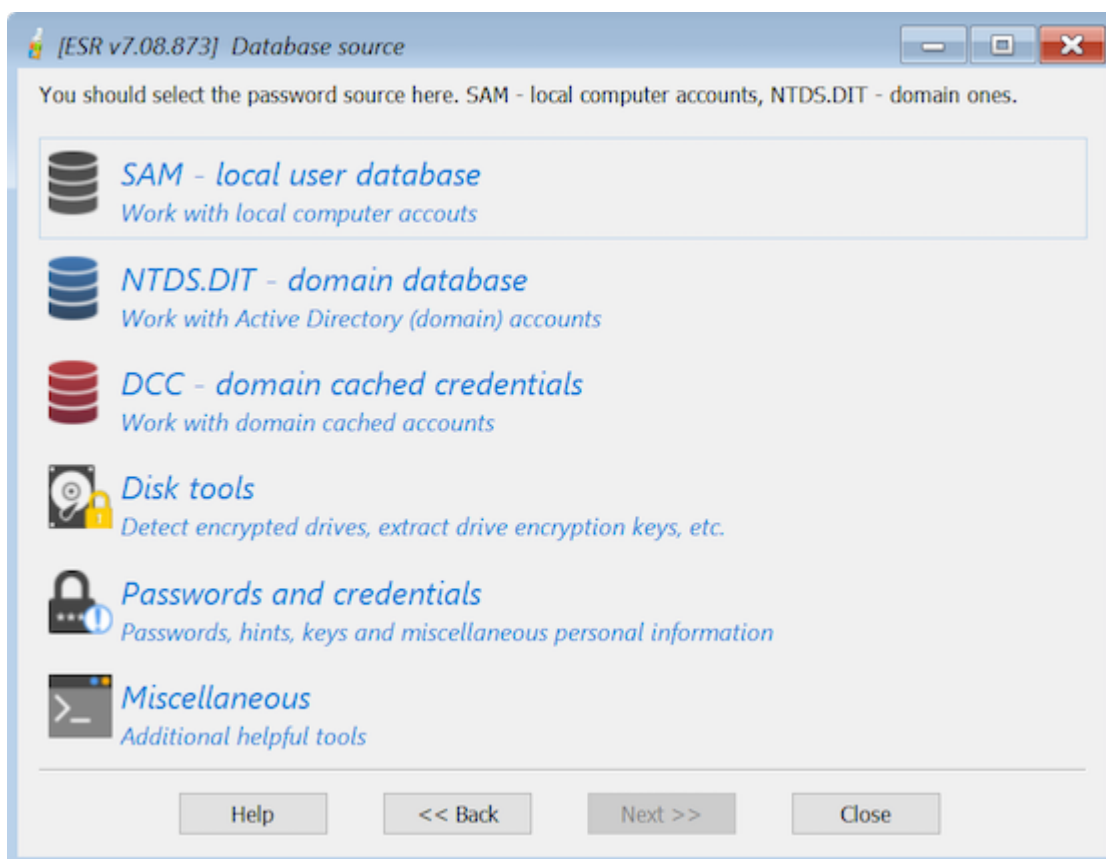 [ESR v7.08.873] Database source
You should select the password source here. SAM - local computer accounts, NTDS.DIT - domain ones.
SAM - local user database
Work with local computer accouts
NTDS.DIT - domain database
Work with Active Directory (domain) accounts
DCC - domain cached credentials
Work with domain cached accounts
Disk tools
Detect encrypted drives, extract drive encryption keys, etc.
Passwords and credentials
Passwords, hints, keys and miscellaneous personal information
Miscellaneous
Additional helpful tools
Help << Back Next >> Close